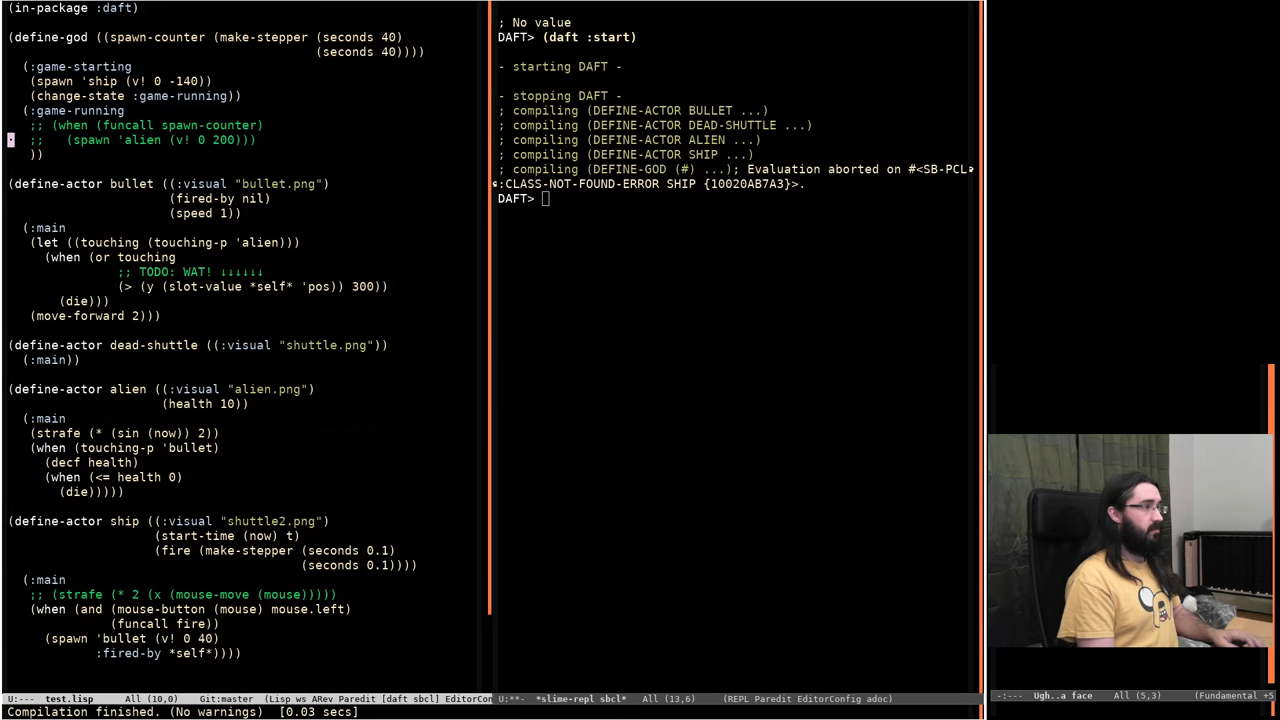 (in-package :daft)
(define-god ((spawn-counter (make-stepper (seconds 40)
(seconds 40))))
(:game-starting
(spawn 'ship (v! 0 -140))
(change-state :game-running))
(:game-running
;; (when (funcall spawn-counter)
;;   (spawn 'alien (v! 0 200)))
))
(define-actor bullet ((:visual "bullet.png")
(fired-by nil)
(speed 1))
(:main
(let ((touching (touching-p 'alien)))
(when (or touching
;; TODO: WAT! ↓↓↓↓↓↓
(> (y (slot-value *self* 'pos)) 300))
(die)))
(move-forward 2)))
(define-actor dead-shuttle ((:visual "shuttle.png"))
(:main))
(define-actor alien ((:visual "alien.png")
(health 10))
(:main
(strafe (* (sin (now)) 2))
(when (touching-p 'bullet)
(decf health)
(when (<= health 0)
(die)))))
(define-actor ship ((:visual "shuttle2.png")
(start-time (now) t)
(fire (make-stepper (seconds 0.1)
(seconds 0.1))))
(:main
;; (strafe (* 2 (x (mouse-move (mouse)))))
(when (and (mouse-button (mouse) mouse.left)
(funcall fire))
(spawn 'bullet (v! 0 40)
:fired-by *self*))))
U:--- test.lisp All (10,0) Git:master (Lisp ws ARev Paredit [daft sbcl] EditorCon
Compilation finished. (No warnings)  [0.03 secs]
; No value
DAFT> (daft :start)
- starting DAFT -
- stopping DAFT -
; compiling (DEFINE-ACTOR BULLET ...)
; compiling (DEFINE-ACTOR DEAD-SHUTTLE ...)
; compiling (DEFINE-ACTOR ALIEN ...)
; compiling (DEFINE-ACTOR SHIP ...)
; compiling (DEFINE-GOD (#) ...); Evaluation aborted on #<SB-PCL
:CLASS-NOT-FOUND-ERROR SHIP {10020AB7A3}>.
DAFT>
U:**- *slime-repl sbcl* All (13,6) (REPL Paredit EditorConfig adoc)
-:--- Ugh..a face All (5,3) (Fundamental +5